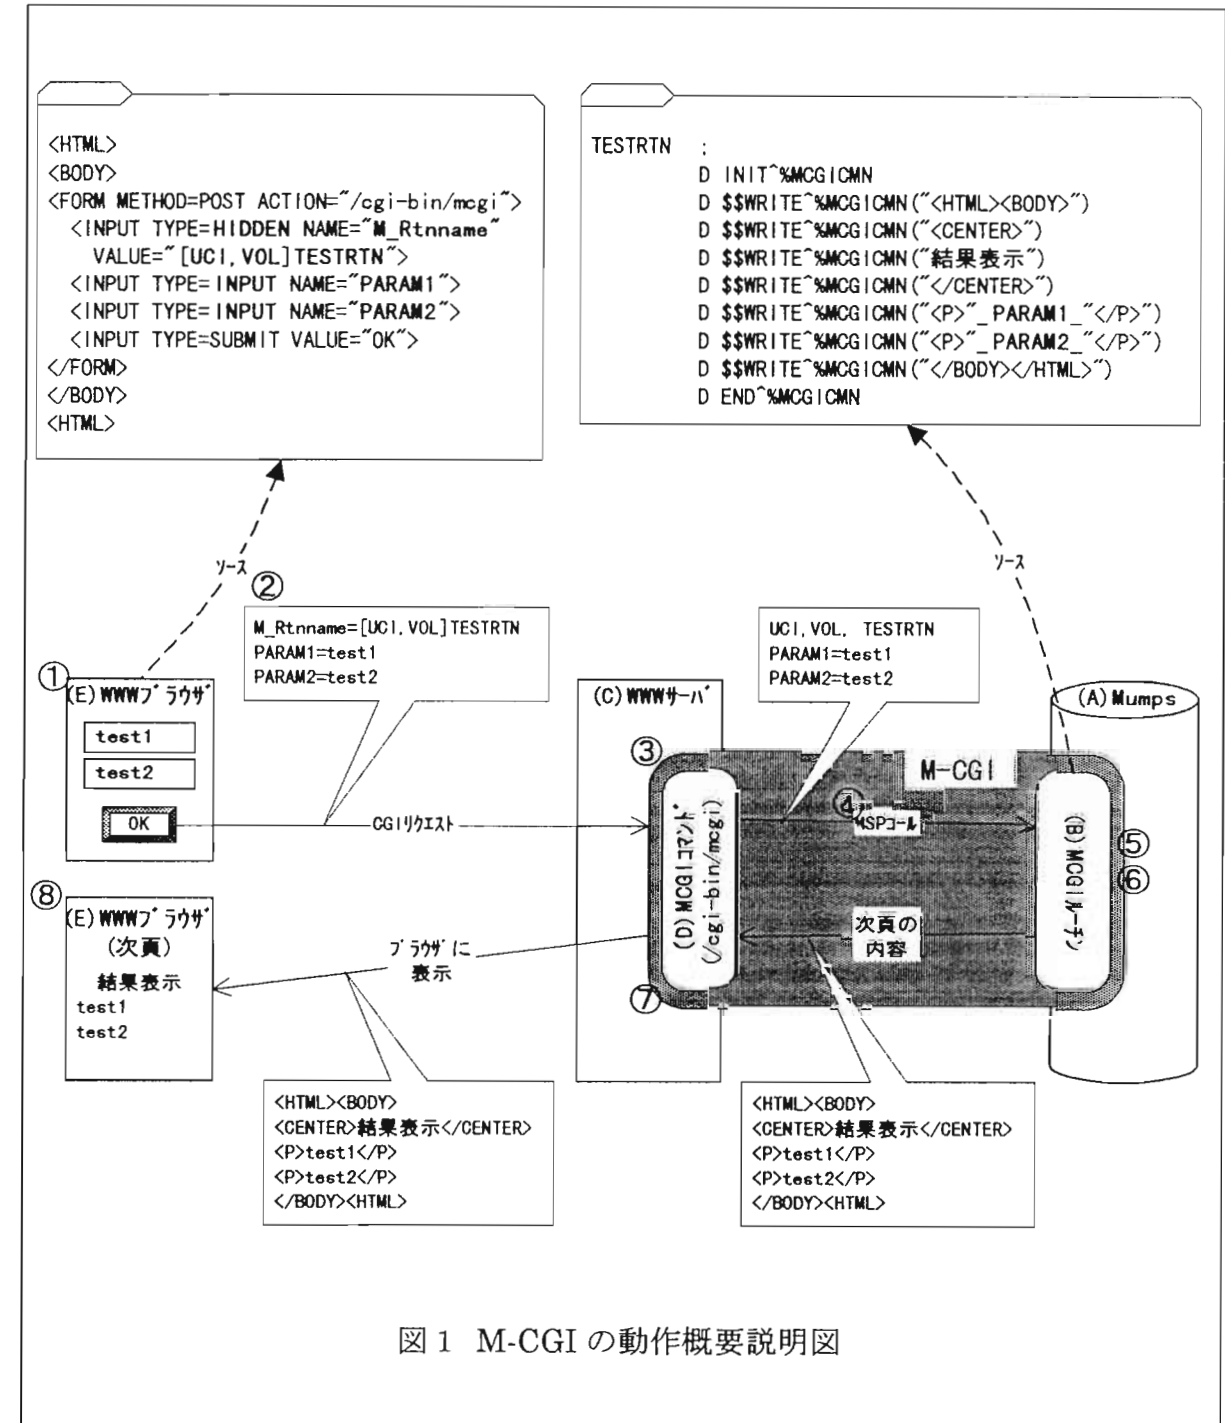 <HTML>
<BODY>
<FORM METHOD=POST ACTION="/cgi-bin/mcgi">
<INPUT TYPE=HIDDEN NAME="M_Rtnname"
VALUE="[UCI,VOL]TESTRTN">
<INPUT TYPE=INPUT NAME="PARAM1">
<INPUT TYPE=INPUT NAME="PARAM2">
<INPUT TYPE=SUBMIT VALUE="OK">
</FORM>
</BODY>
<HTML>
TESTRTN ;
D INIT^%MCGICMN
D $$WRITE^%MCGICMN("<HTML><BODY>")
D $$WRITE^%MCGICMN("<CENTER>")
D $$WRITE^%MCGICMN("結果表示")
D $$WRITE^%MCGICMN("</CENTER>")
D $$WRITE^%MCGICMN("<P>"_PARAM1_"</P>")
D $$WRITE^%MCGICMN("<P>"_PARAM2_"</P>")
D $$WRITE^%MCGICMN("</BODY></HTML>")
D END^%MCGICMN
ソース
ソース
②
M_Rtnname=[UCI,VOL]TESTRTN
PARAM1=test1
PARAM2=test2
UCI,VOL, TESTRTN
PARAM1=test1
PARAM2=test2
①
(E)WWWブラウザ
test1
test2
OK
CGIリクエスト
(C)WWWサーバ
(A)Mumps
③
M-CGI
④
MSPコール
(D)MCGIコマンド
(/cgi-bin/mcgi)
(B)MCGIルーチン
⑤
⑥
⑧
(E)WWWブラウザ
(次頁)
結果表示
test1
test2
ブラウザに
表示
次頁の
内容
⑦
<HTML><BODY>
<CENTER>結果表示</CENTER>
<P>test1</P>
<P>test2</P>
</BODY><HTML>
<HTML><BODY>
<CENTER>結果表示</CENTER>
<P>test1</P>
<P>test2</P>
</BODY><HTML>
図1 M-CGI の動作概要説明図